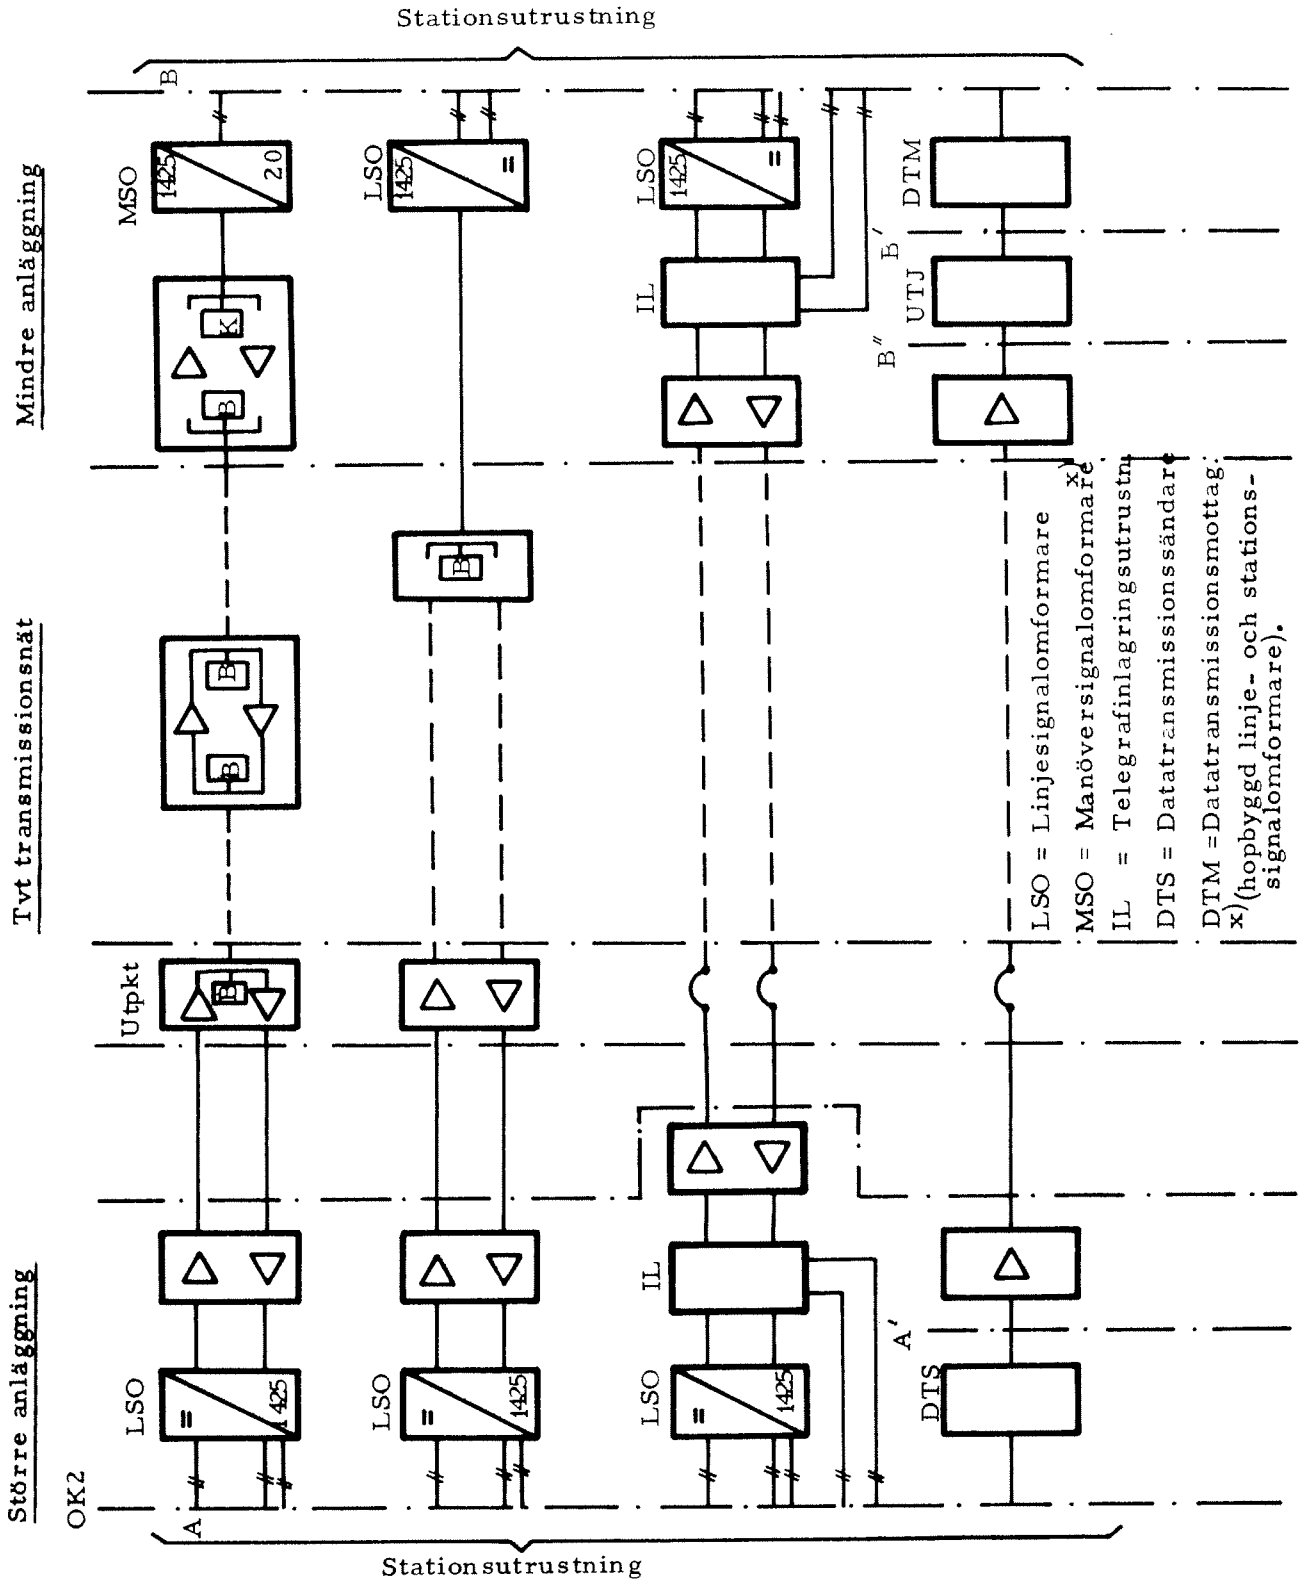 Större anläggning
Tvt transmissionsnät
Mindre anläggning
OK2
Utpkt
A
B
LSO
=
1425
B
B
B
B
K
MSO
1425
20
LSO
=
1425
B
LSO
1425
=
LSO
=
1425
IL
IL
LSO
1425
=
A'
B"
B'
DTS
UTJ
DTM
Stationsutrustning
Stationsutrustning
LSO = Linjesignalomformare
MSO = Manöversignalomformare x)
IL = Telegrafinlagringsutrustn.
DTS = Datatransmissionssändare
DTM =Datatransmissionsmottag.
x)(hopbyggd linje- och stations-
signalomformare).